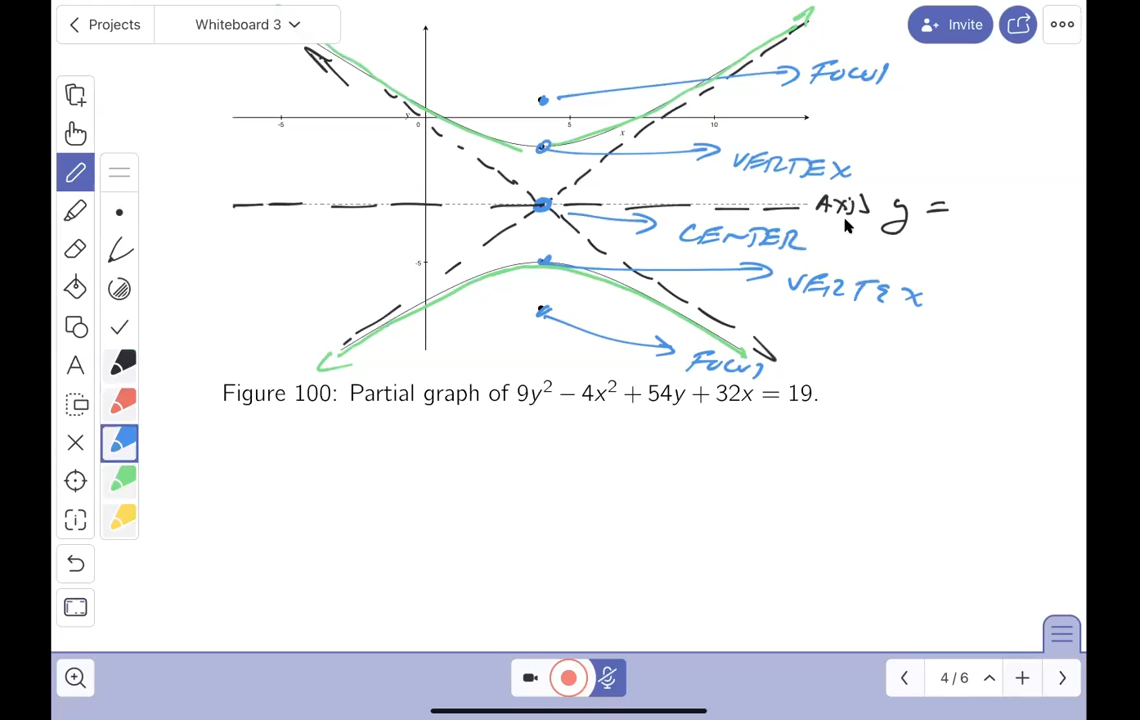 Projects
Whiteboard 3
Invite
FOCUS
-5
0
5
10
x
y
VERTEX
AXIS y =
CENTER
-5
VERTEX
FOCUS
Figure 100: Partial graph of 9y² − 4x² + 54y + 32x = 19.
A
4/6